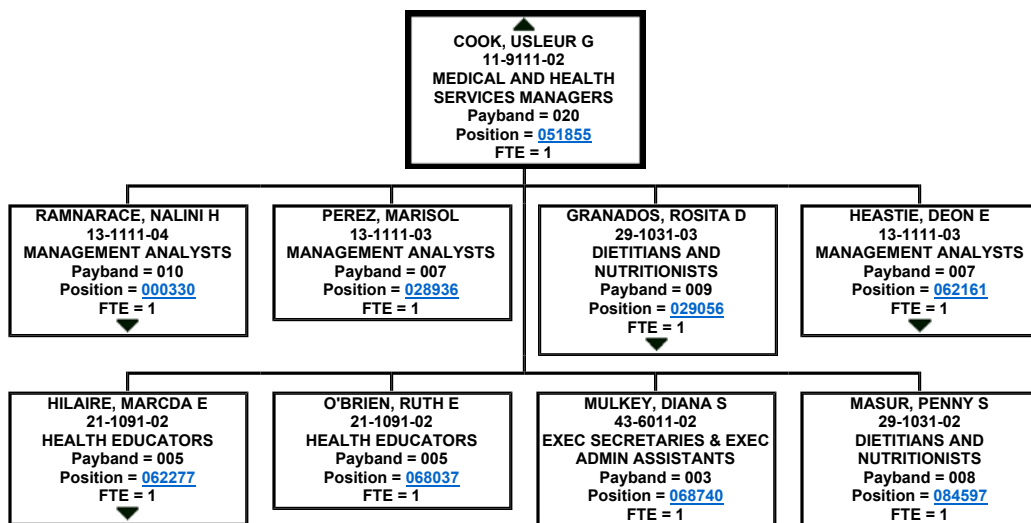 COOK, USLEUR G
11-9111-02
MEDICAL AND HEALTH
SERVICES MANAGERS
Payband = 020
Position = 051855
FTE = 1
RAMNARACE, NALINI H
13-1111-04
MANAGEMENT ANALYSTS
Payband = 010
Position = 000330
FTE = 1
PEREZ, MARISOL
13-1111-03
MANAGEMENT ANALYSTS
Payband = 007
Position = 028936
FTE = 1
GRANADOS, ROSITA D
29-1031-03
DIETITIANS AND
NUTRITIONISTS
Payband = 009
Position = 029056
FTE = 1
HEASTIE, DEON E
13-1111-03
MANAGEMENT ANALYSTS
Payband = 007
Position = 062161
FTE = 1
HILAIRE, MARCDA E
21-1091-02
HEALTH EDUCATORS
Payband = 005
Position = 062277
FTE = 1
O'BRIEN, RUTH E
21-1091-02
HEALTH EDUCATORS
Payband = 005
Position = 068037
FTE = 1
MULKEY, DIANA S
43-6011-02
EXEC SECRETARIES & EXEC
ADMIN ASSISTANTS
Payband = 003
Position = 068740
FTE = 1
MASUR, PENNY S
29-1031-02
DIETITIANS AND
NUTRITIONISTS
Payband = 008
Position = 084597
FTE = 1